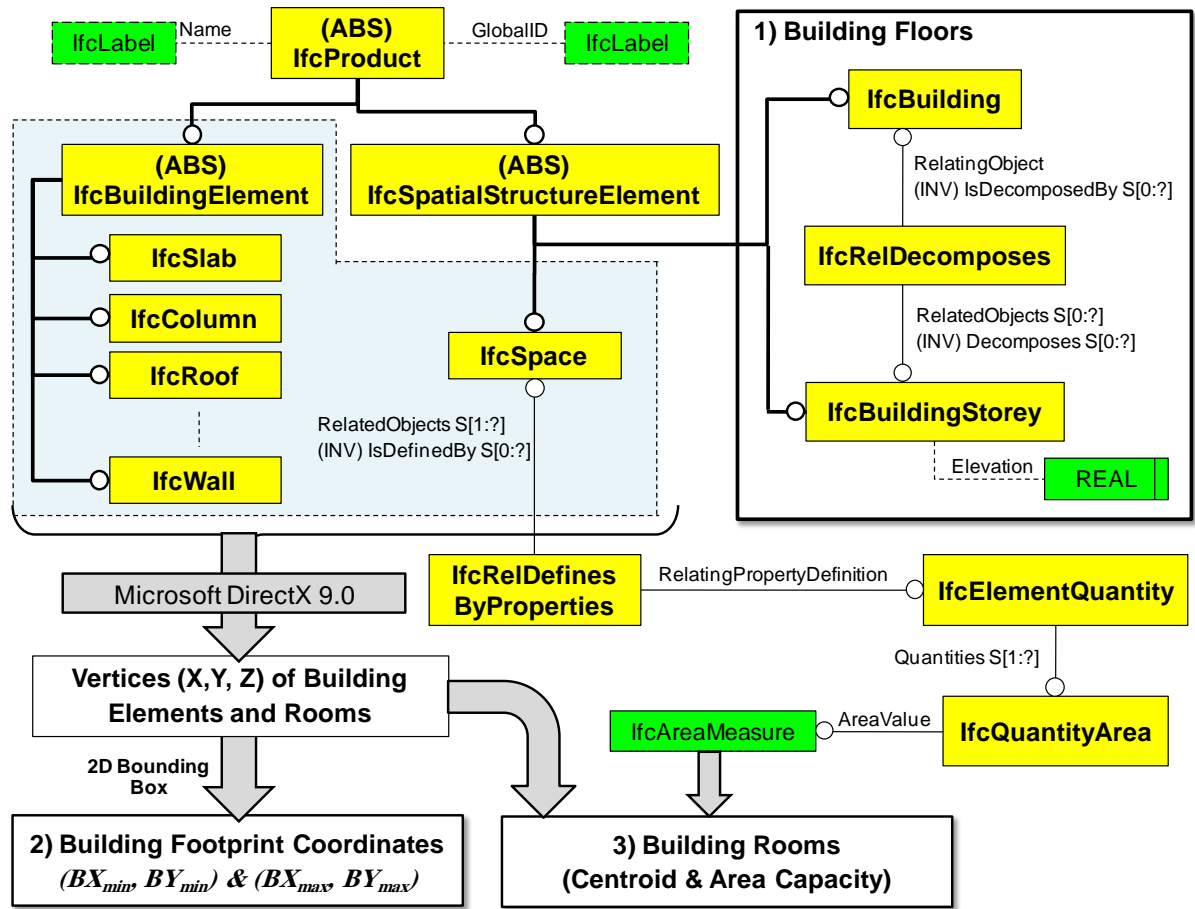 IfcLabel
Name
(ABS)
IfcProduct
GlobalID
IfcLabel
1) Building Floors
IfcBuilding
RelatingObject
(INV) IsDecomposedBy S[0:?]
IfcRelDecomposes
RelatedObjects S[0:?]
(INV) Decomposes S[0:?]
IfcBuildingStorey
Elevation
REAL
(ABS)
IfcBuildingElement
(ABS)
IfcSpatialStructureElement
IfcSlab
IfcColumn
IfcRoof
IfcWall
IfcSpace
RelatedObjects S[1:?]
(INV) IsDefinedBy S[0:?]
Microsoft DirectX 9.0
IfcRelDefines
ByProperties
RelatingPropertyDefinition
IfcElementQuantity
Quantities S[1:?]
IfcQuantityArea
AreaValue
IfcAreaMeasure
Vertices (X,Y, Z) of Building
Elements and Rooms
2D Bounding
Box
2) Building Footprint Coordinates
(BXmin, BYmin) & (BXmax, BYmax)
3) Building Rooms
(Centroid & Area Capacity)